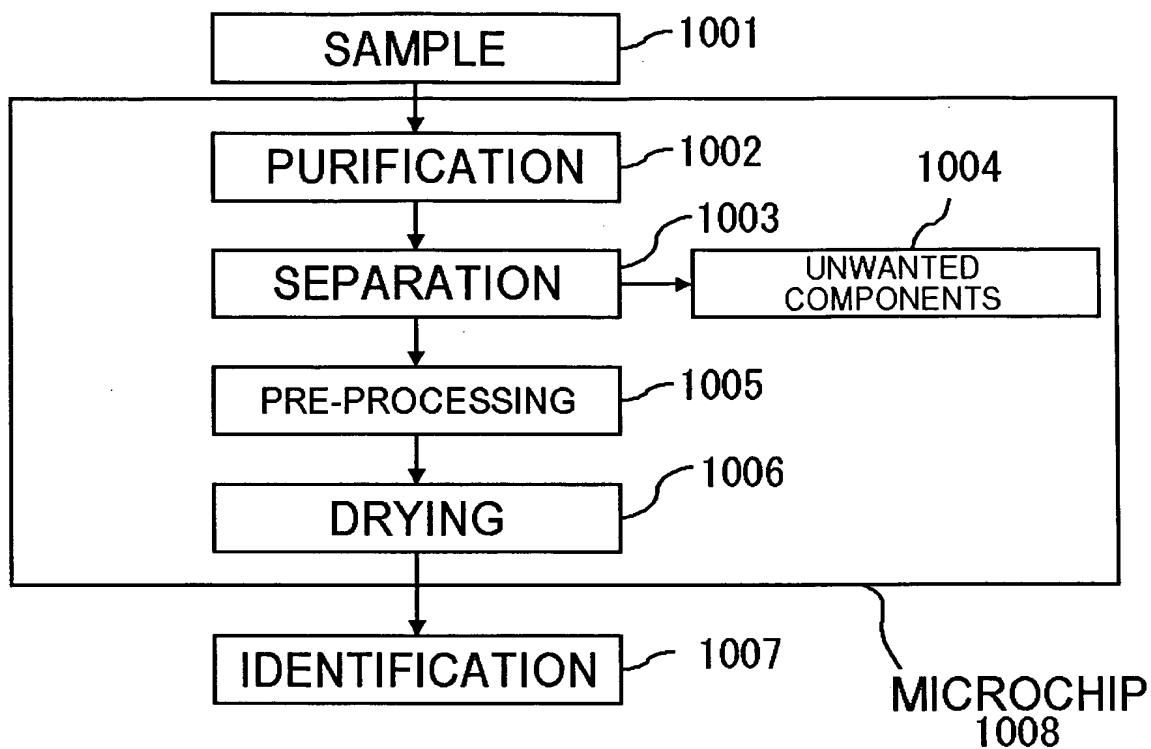 SAMPLE
1001
PURIFICATION
1002
1004
SEPARATION
1003
UNWANTED
COMPONENTS
PRE-PROCESSING
1005
DRYING
1006
IDENTIFICATION
1007
MICROCHIP
1008